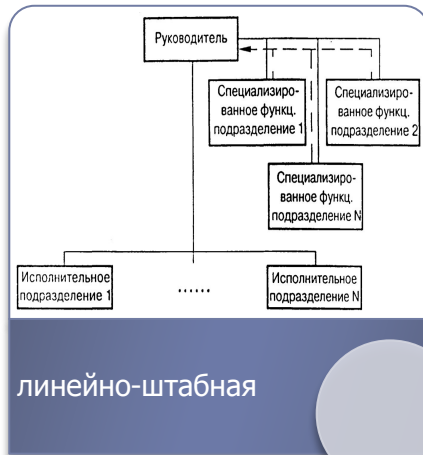 Руководитель
Специализиро-
ванное функц.
подразделение 1
Специализиро-
ванное функц.
подразделение 2
Специализиро-
ванное функц.
подразделение N
Исполнительное
подразделение 1
......
Исполнительное
подразделение N
линейно-штабная